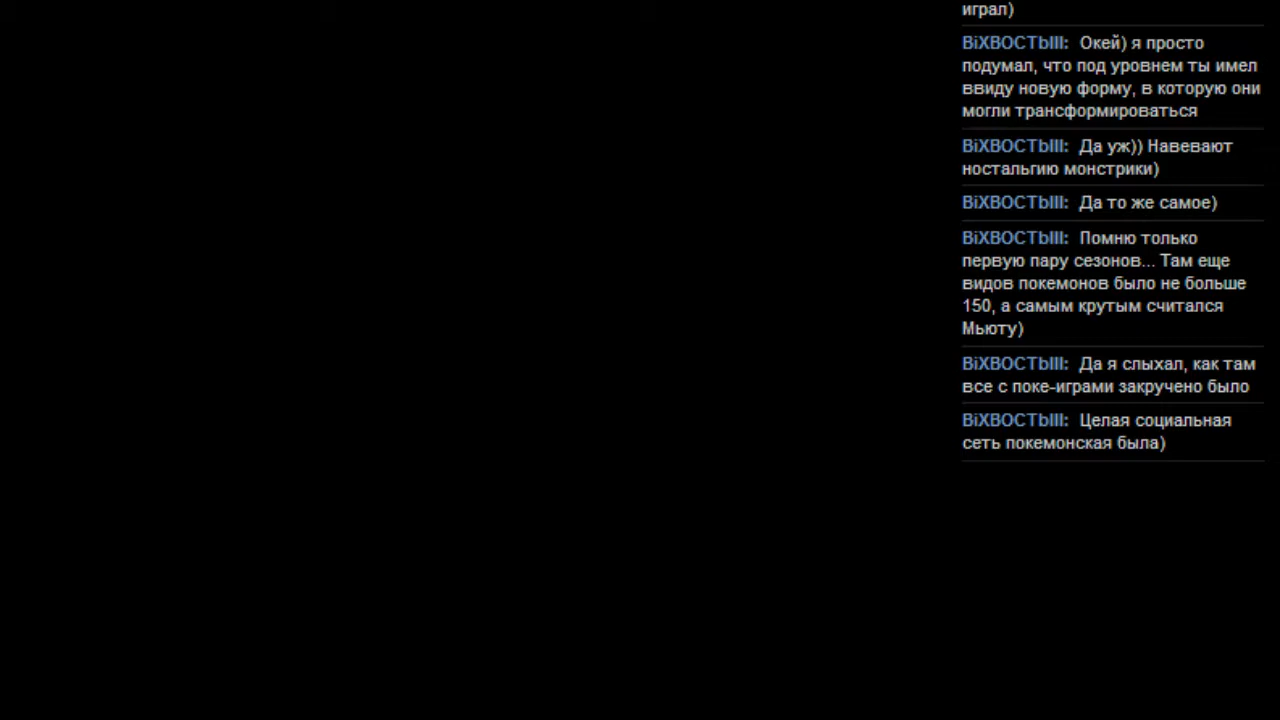 играл)
BiXBOCTbIII: Окей) я просто
подумал, что под уровнем ты имел
ввиду новую форму, в которую они
могли трансформироваться
BiXBOCTbIII: Да уж)) Навевают
ностальгию монстрики)
BiXBOCTbIII: Да то же самое)
BiXBOCTbIII: Помню только
первую пару сезонов... Там еще
видов покемонов было не больше
150, а самым крутым считался
Мьюту)
BiXBOCTbIII: Да я слыхал, как там
все с поке-играми закручено было
BiXBOCTbIII: Целая социальная
сеть покемонская была)